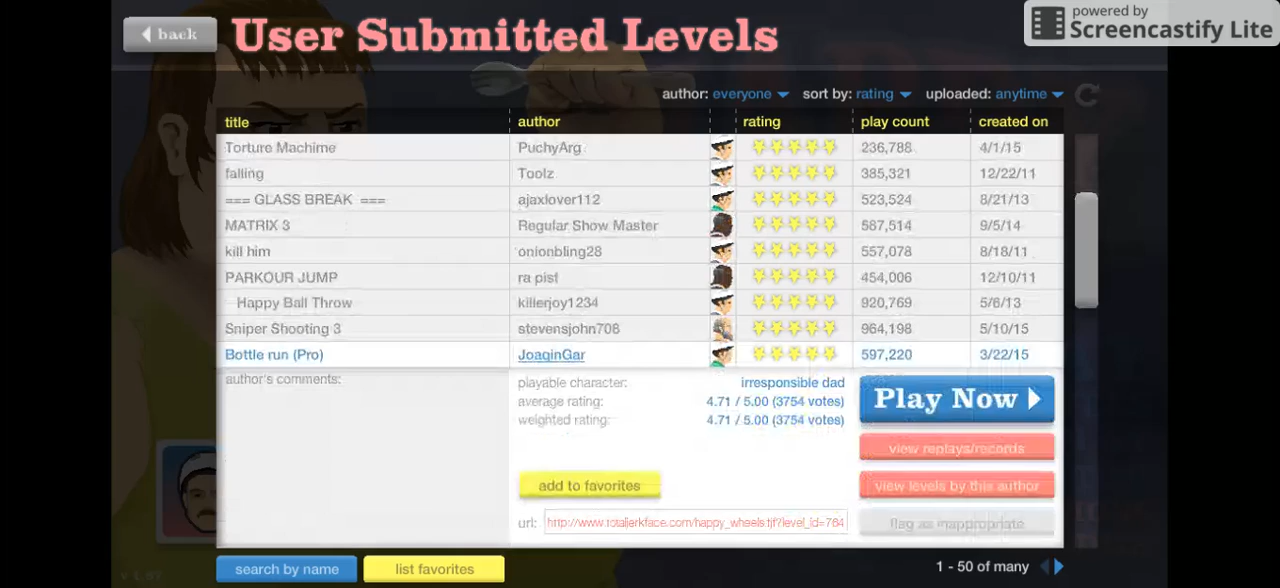 back
User Submitted Levels
powered by
Screencastify Lite
author: everyone sort by: rating uploaded: anytime
title author rating play count created on
Torture Machime PuchyArg 236,788 4/1/15
falling Toolz 385,321 12/22/11
=== GLASS BREAK === ajaxlover112 523,524 8/21/13
MATRIX 3 Regular Show Master 587,514 9/5/14
kill him onionbling28 557,078 8/18/11
PARKOUR JUMP ra pist 454,006 12/10/11
Happy Ball Throw killerjoy1234 920,769 5/6/13
Sniper Shooting 3 stevensjohn708 964,198 5/10/15
Bottle run (Pro) JoaqinGar 597,220 3/22/15
author's comments:
playable character: irresponsible dad
average rating: 4.71 / 5.00 (3754 votes)
weighted rating: 4.71 / 5.00 (3754 votes)
Play Now
view replays/records
add to favorites
view levels by this author
url: http://www.totaljerkface.com/happy_wheels.tjf?level_id=764
flag as inappropriate
search by name
list favorites
1 - 50 of many